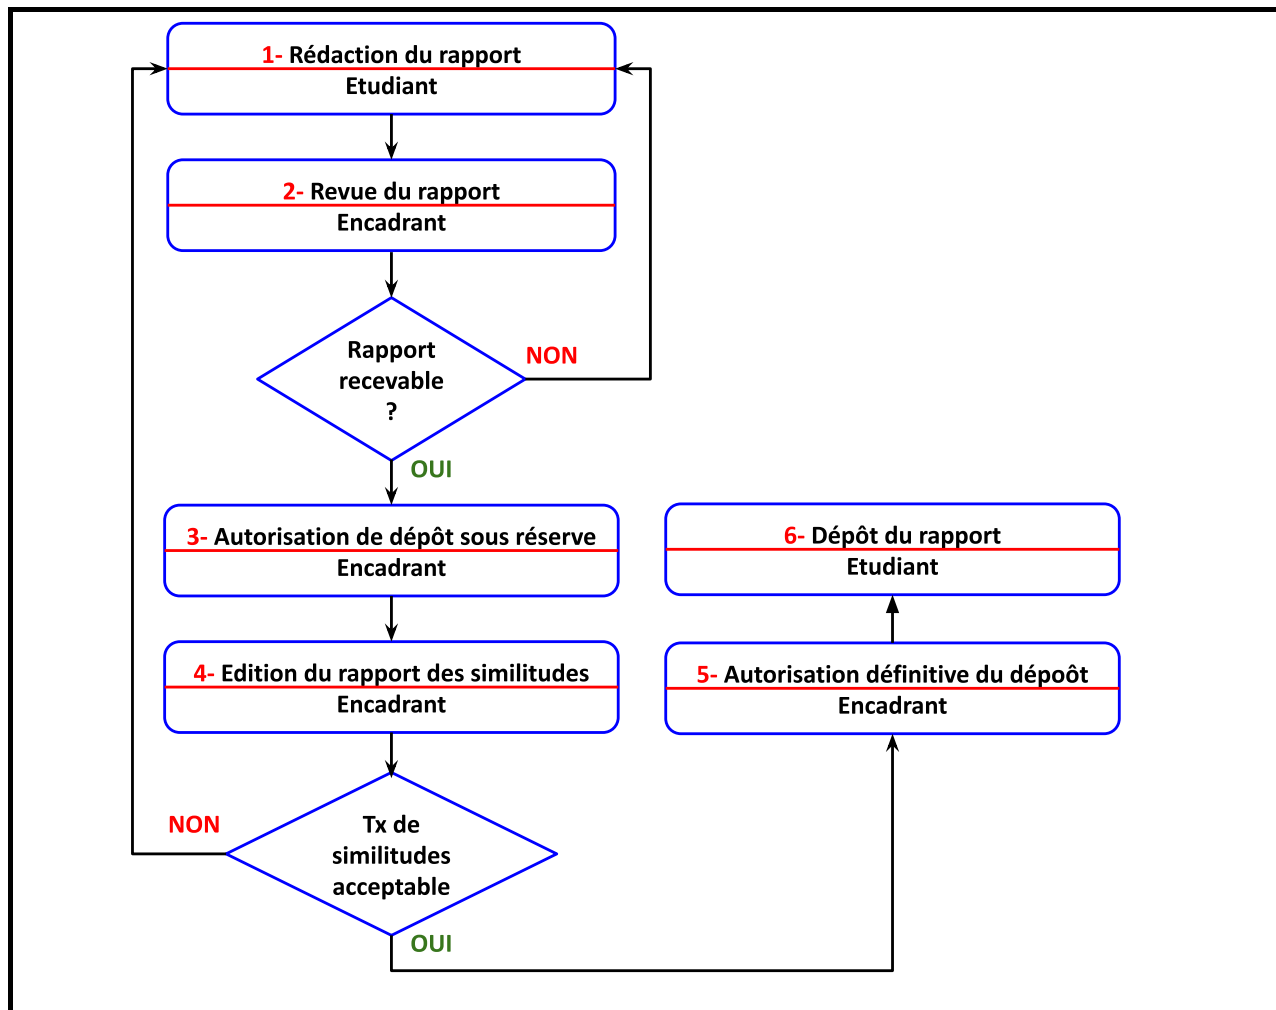 1- Rédaction du rapport
Etudiant
2- Revue du rapport
Encadrant
Rapport
recevable
?
NON
OUI
3- Autorisation de dépôt sous réserve
Encadrant
4- Edition du rapport des similitudes
Encadrant
Tx de
similitudes
acceptable
NON
OUI
6- Dépôt du rapport
Etudiant
5- Autorisation définitive du dépoôt
Encadrant